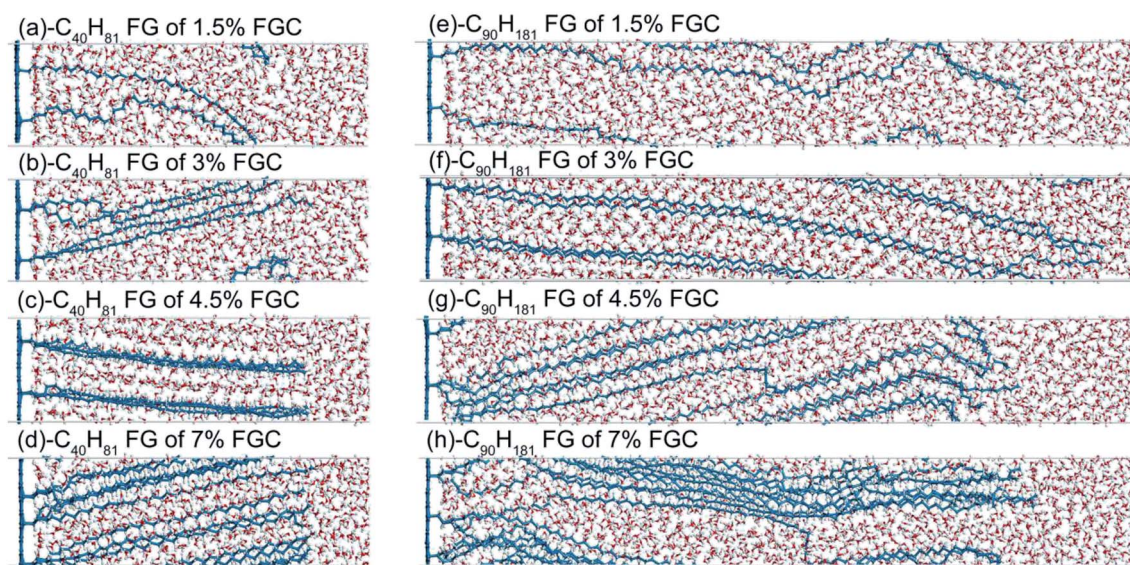 (a)-C₄₀H₈₁ FG of 1.5% FGC
(b)-C₄₀H₈₁ FG of 3% FGC
(c)-C₄₀H₈₁ FG of 4.5% FGC
(d)-C₄₀H₈₁ FG of 7% FGC
(e)-C₉₀H₁₈₁ FG of 1.5% FGC
(f)-C₉₀H₁₈₁ FG of 3% FGC
(g)-C₉₀H₁₈₁ FG of 4.5% FGC
(h)-C₉₀H₁₈₁ FG of 7% FGC